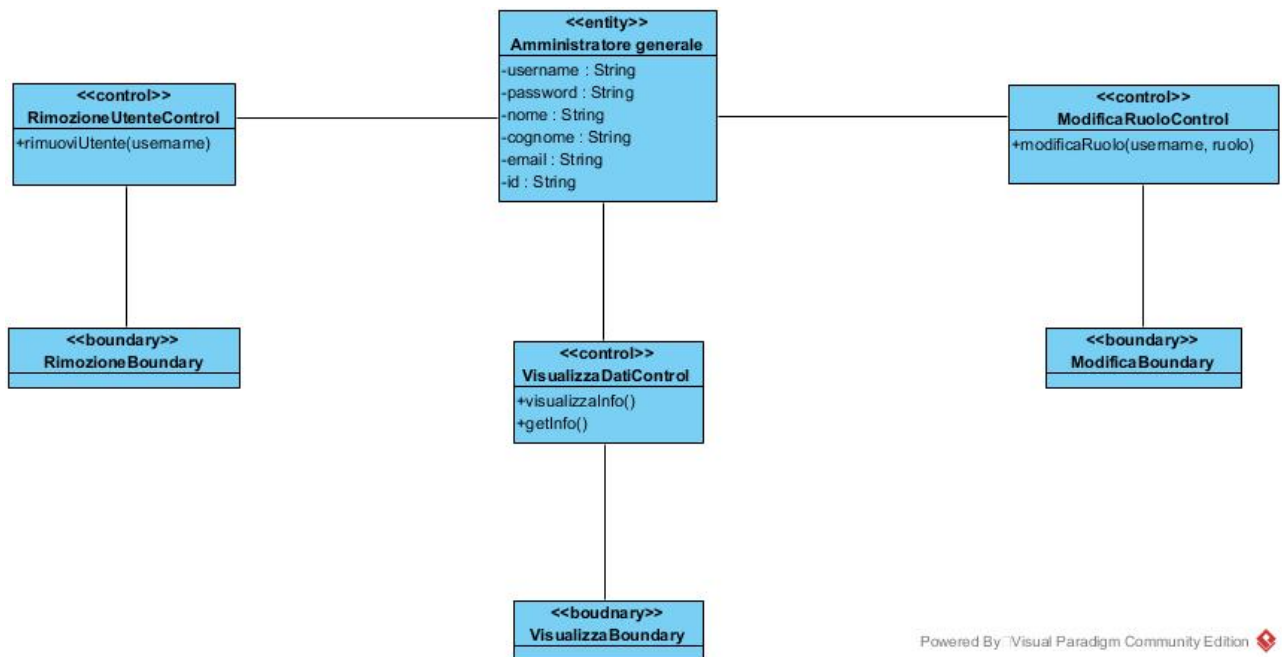 <<entity>>
Amministratore generale
-username : String
-password : String
-nome : String
-cognome : String
-email : String
-id : String
<<control>>
RimozioneUtenteControl
+rimuoviUtente(username)
<<control>>
ModificaRuoloControl
+modificaRuolo(username, ruolo)
<<boundary>>
RimozioneBoundary
<<control>>
VisualizzaDatiControl
+visualizzaInfo()
+getInfo()
<<boundary>>
ModificaBoundary
<<boudnary>>
VisualizzaBoundary
Powered By Visual Paradigm Community Edition